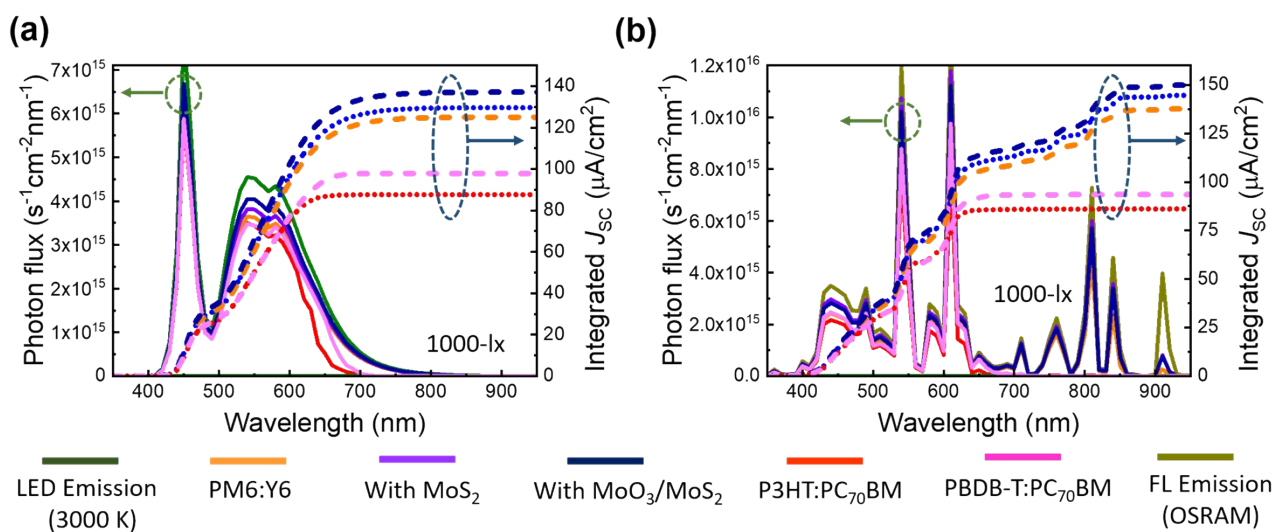 (a)
(b)
Photon flux (s⁻¹cm⁻²nm⁻¹)
7x10¹⁵
6x10¹⁵
5x10¹⁵
4x10¹⁵
3x10¹⁵
2x10¹⁵
1x10¹⁵
0
400 500 600 700 800 900
Wavelength (nm)
1000-lx
140
120
100
80
60
40
20
0
Integrated J_SC (µA/cm²)
Photon flux (s⁻¹cm⁻²nm⁻¹)
1.2x10¹⁶
1.0x10¹⁶
8.0x10¹⁵
6.0x10¹⁵
4.0x10¹⁵
2.0x10¹⁵
0.0
400 500 600 700 800 900
Wavelength (nm)
1000-lx
150
125
100
75
50
25
0
Integrated J_SC (µA/cm²)
LED Emission
(3000 K)
PM6:Y6
With MoS₂
With MoO₃/MoS₂
P3HT:PC₇₀BM
PBDB-T:PC₇₀BM
FL Emission
(OSRAM)